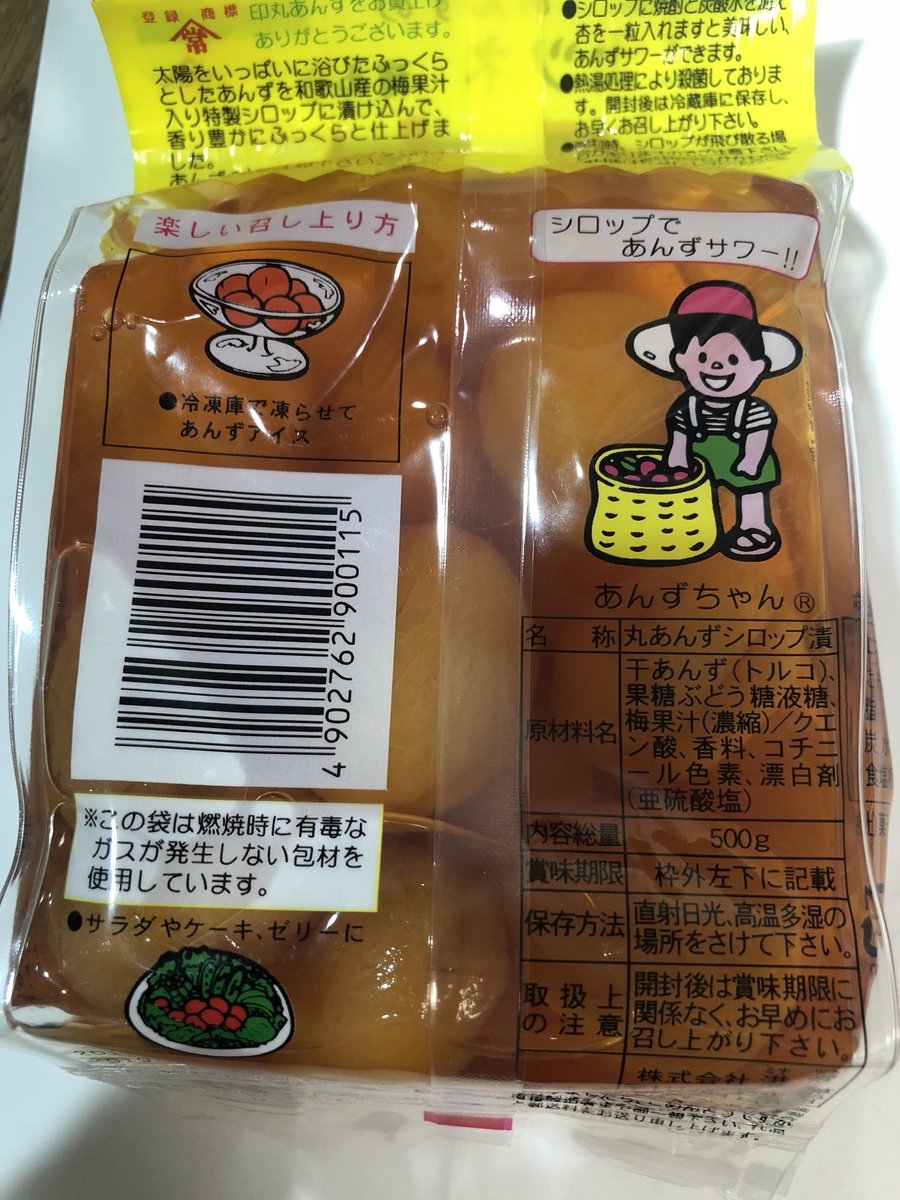 登録 商標
常
印丸あんずをお買上げ
ありがとうございます。
太陽をいっぱいに浴びたふっくら
としたあんずを和歌山産の梅果汁
入り特製シロップに漬け込んで、
香り豊かにふっくらと仕上げま
した。
●シロップに焼酎と炭酸水を
杏を一粒入れますと美味しい、
あんずサワーができます。
●熱湯処理により殺菌しておりま
す。開封後は冷蔵庫に保存し、
お早くお召し上がり下さい。
シロップが飛び散る場
楽しい召し上り方
●冷凍庫で凍らせて
あんずアイス
4 902762 900115
※この袋は燃焼時に有毒な
ガスが発生しない包材を
使用しています。
●サラダやケーキ、ゼリーに
シロップで
あんずサワー!!
あんずちゃん®
名称 丸あんずシロップ漬
原材料名 干あんず(トルコ)、
果糖ぶどう糖液糖、
梅果汁(濃縮)/クエ
ン酸、香料、コチニ
ール色素、漂白剤
(亜硫酸塩)
内容総量 500g
賞味期限 枠外左下に記載
保存方法 直射日光、高温多湿の
場所をさけて下さい。
取扱上の注意 開封後は賞味期限に
関係なく、お早めにお
召し上がり下さい。
株式会社 港